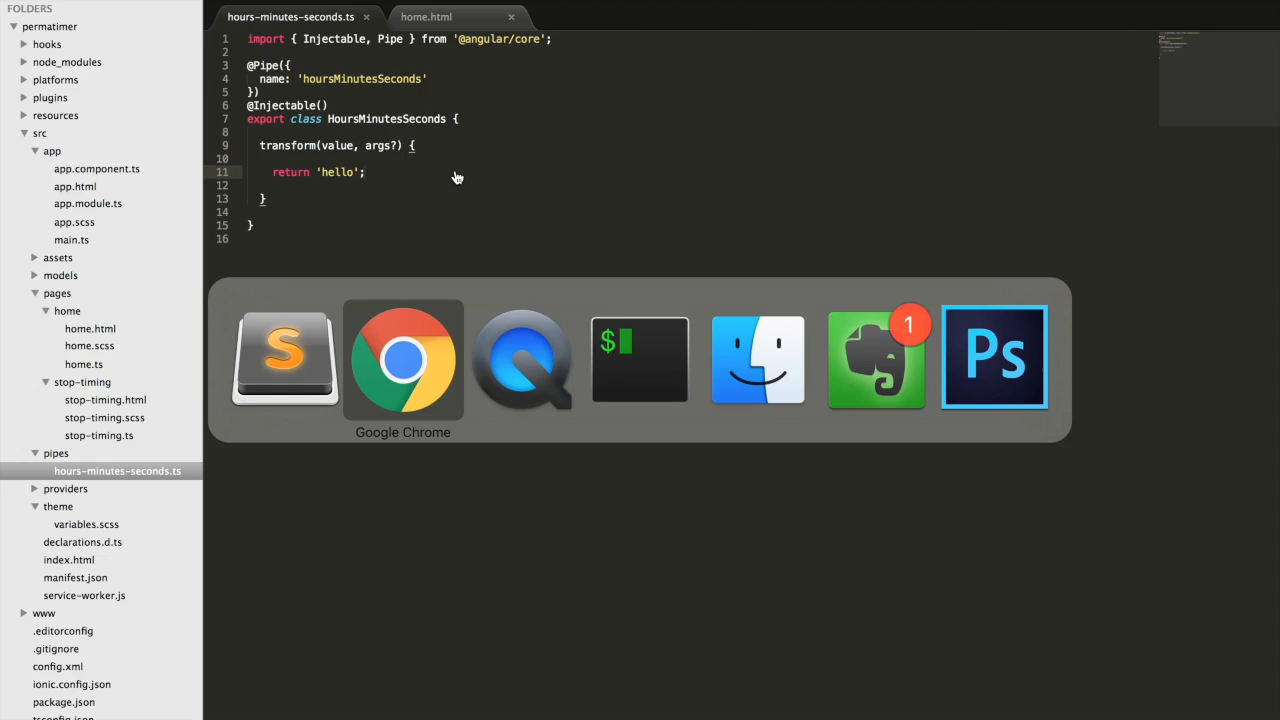 FOLDERS
permatimer
hooks
node_modules
platforms
plugins
resources
src
app
app.component.ts
app.html
app.module.ts
app.scss
main.ts
assets
models
pages
home
home.html
home.scss
home.ts
stop-timing
stop-timing.html
stop-timing.scss
stop-timing.ts
pipes
hours-minutes-seconds.ts
providers
theme
variables.scss
declarations.d.ts
index.html
manifest.json
service-worker.js
www
.editorconfig
.gitignore
config.xml
ionic.config.json
package.json
tsconfig.json
hours-minutes-seconds.ts × home.html ×
1 import { Injectable, Pipe } from '@angular/core';
2
3 @Pipe({
4 name: 'hoursMinutesSeconds'
5 })
6 @Injectable()
7 export class HoursMinutesSeconds {
8
9 transform(value, args?) {
10
11 return 'hello';
12
13 }
14
15 }
16
S $ 1 Ps
Google Chrome